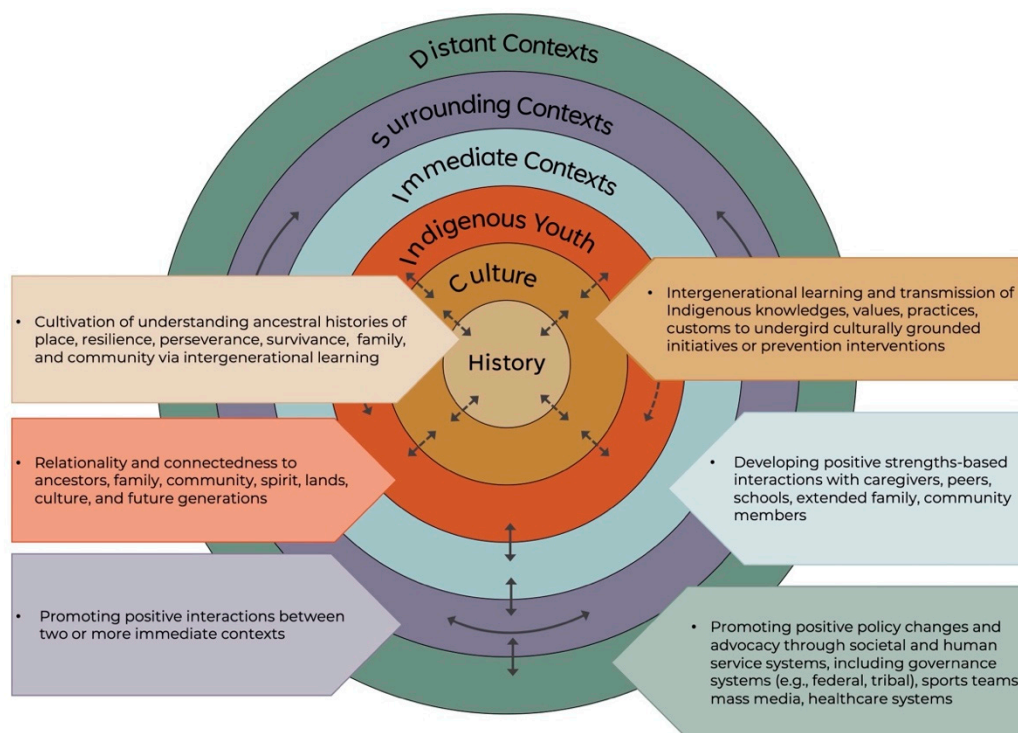 Distant Contexts
Surrounding Contexts
Immediate Contexts
Indigenous Youth
Culture
History
• Cultivation of understanding ancestral histories of
place, resilience, perseverance, survivance, family,
and community via intergenerational learning
• Intergenerational learning and transmission of
Indigenous knowledges, values, practices,
customs to undergird culturally grounded
initiatives or prevention interventions
• Relationality and connectedness to
ancestors, family, community, spirit, lands,
culture, and future generations
• Developing positive strengths-based
interactions with caregivers, peers,
schools, extended family, community
members
• Promoting positive interactions between
two or more immediate contexts
• Promoting positive policy changes and
advocacy through societal and human
service systems, including governance
systems (e.g., federal, tribal), sports teams
mass media, healthcare systems